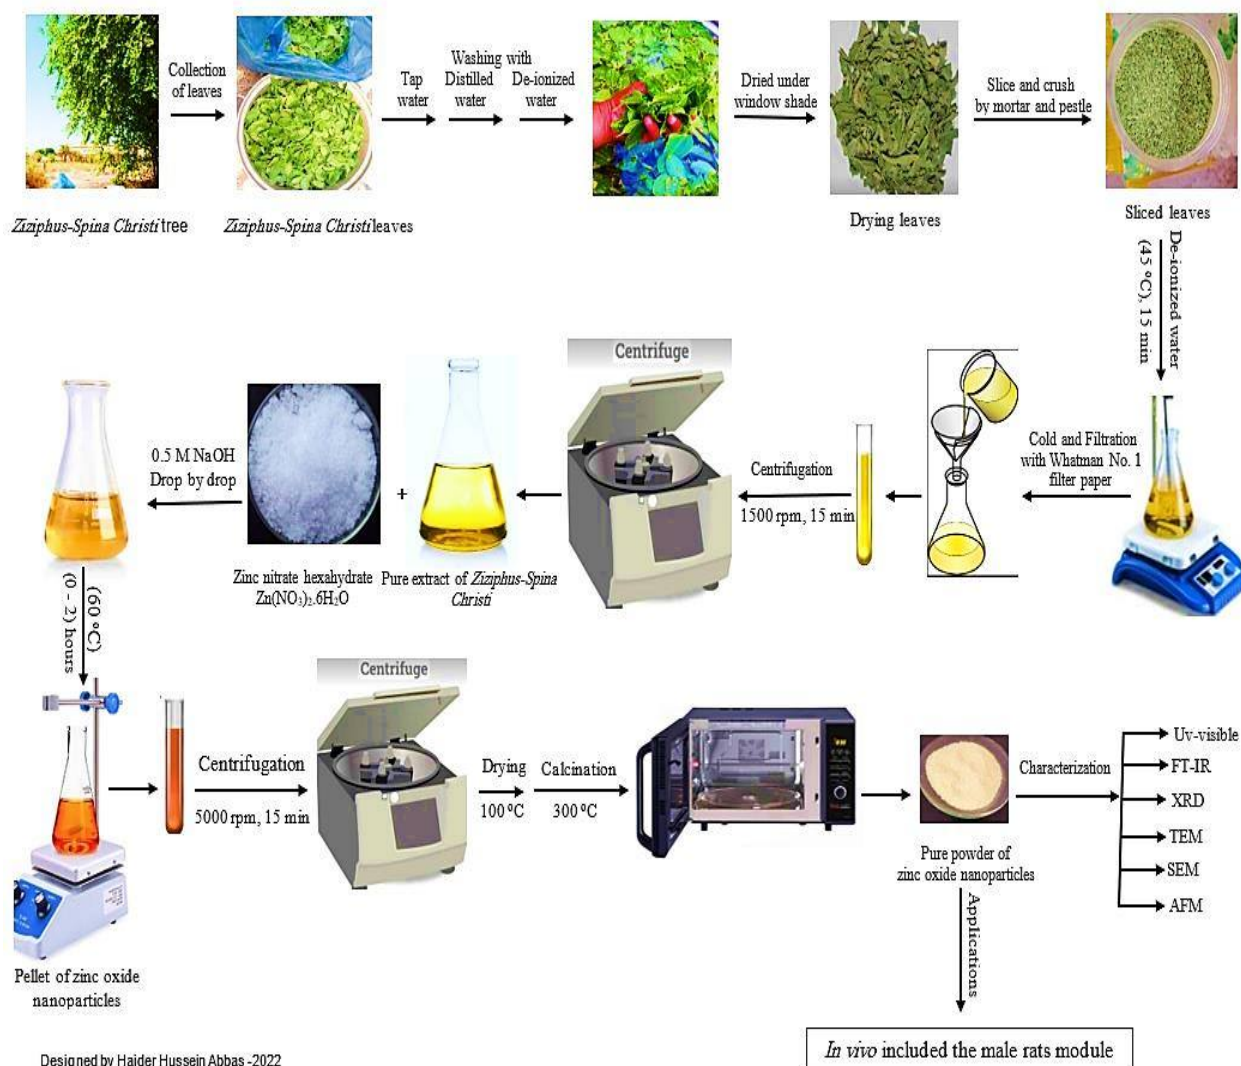 Collection
of leaves
Tap
water
Washing with
Distilled
water
De-ionized
water
Dried under
window shade
Slice and crush
by mortar and pestle
Ziziphus-Spina Christi tree
Ziziphus-Spina Christi leaves
Drying leaves
Sliced leaves
De-ionized water
(45 ⁰C), 15 min
Cold and Filtration
with Whatman No. 1
filter paper
Centrifugation
1500 rpm, 15 min
Centrifuge
+
Pure extract of Ziziphus-Spina
Christi
Zinc nitrate hexahydrate
Zn(NO₃)₂.6H₂O
0.5 M NaOH
Drop by drop
(60 ⁰C)
(0 - 2) hours
Pellet of zinc oxide
nanoparticles
Centrifugation
5000 rpm, 15 min
Centrifuge
Drying
100 ⁰C
Calcination
300 ⁰C
Pure powder of
zinc oxide nanoparticles
Characterization
Uv-visible
FT-IR
XRD
TEM
SEM
AFM
Applications
In vivo included the male rats module
Designed by Haider Hussein Abbas -2022